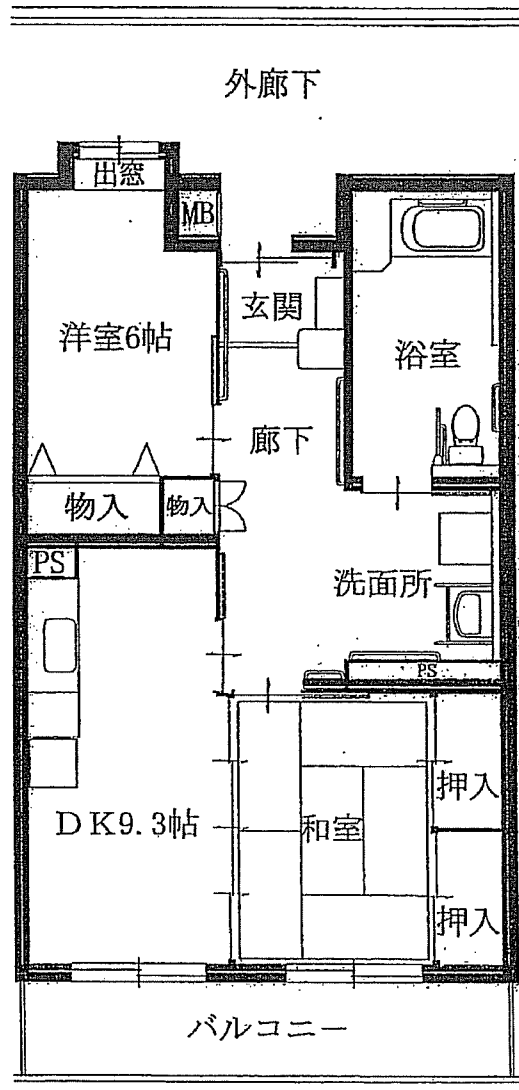 外廊下
出窓
MB
玄関
洋室6帖
浴室
廊下
物入
物入
PS
洗面所
PS
押入
DK9.3帖
和室
押入
バルコニー